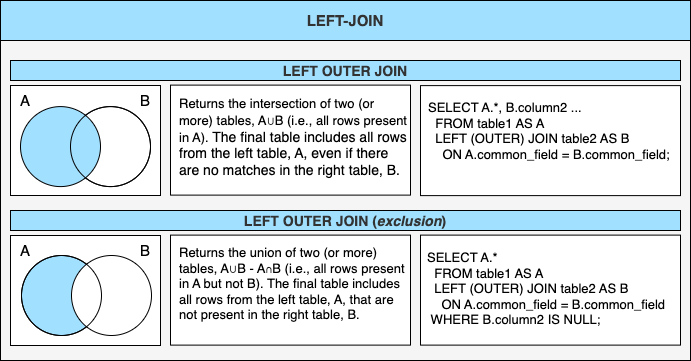 LEFT-JOIN
LEFT OUTER JOIN
A
B
Returns the intersection of two (or
more) tables, A∪B (i.e., all rows present
in A). The final table includes all rows
from the left table, A, even if there
are no matches in the right table, B.
SELECT A.*, B.column2 ...
FROM table1 AS A
LEFT (OUTER) JOIN table2 AS B
ON A.common_field = B.common_field;
LEFT OUTER JOIN (exclusion)
A
B
Returns the union of two (or more)
tables, A∪B - A∩B (i.e., all rows present
in A but not B). The final table includes
all rows from the left table, A, that are
not present in the right table, B.
SELECT A.*
FROM table1 AS A
LEFT (OUTER) JOIN table2 AS B
ON A.common_field = B.common_field
WHERE B.column2 IS NULL;